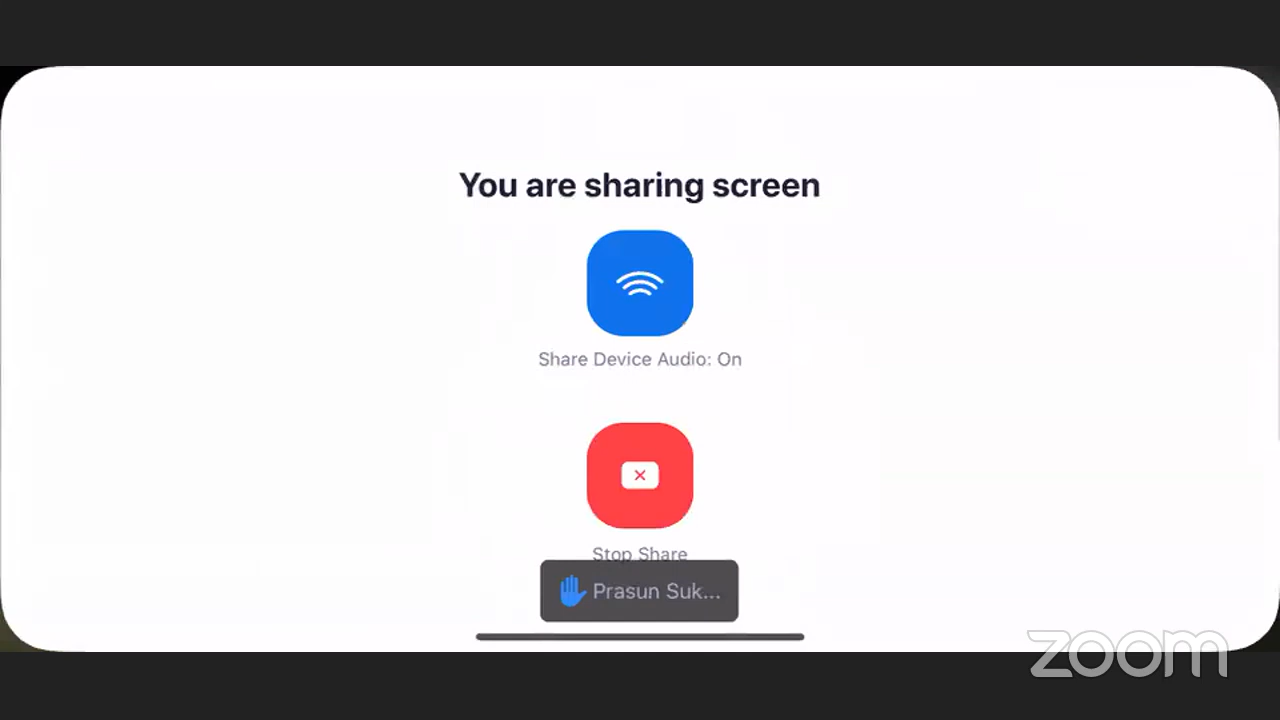 You are sharing screen
Share Device Audio: On
Stop Share
Prasun Suk...
zoom